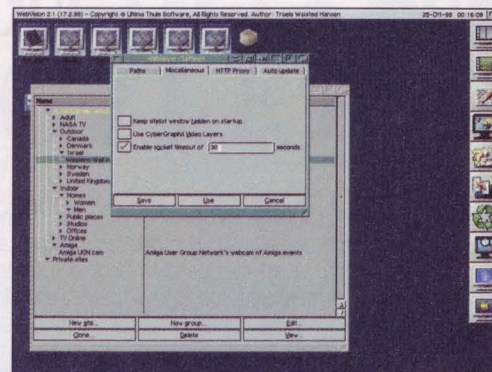 WebVision 2.1 (17.2.98) - Copyright © Ultima Thule Software, All Rights Reserved. Author: Troels Walsted Hansen
Paths
Miscellaneous
HTTP Proxy
Auto update
Keep sitelist window hidden on startup
Use CyberGraphX Video Layers
Enable socket timeout of 30 seconds
Save
Use
Cancel
Name
Adult
NASA TV
Outdoor
Canada
Denmark
Israel
Western Wall
Norway
Sweden
United Kingdom
Indoor
Homes
Women
Men
Public places
Studios
Offices
TV Online
Amiga
Amiga UGN cam
Private sites
Amiga User Group Network's webcam of Amiga events
New site...
New group...
Edit...
Clone...
Delete
View...